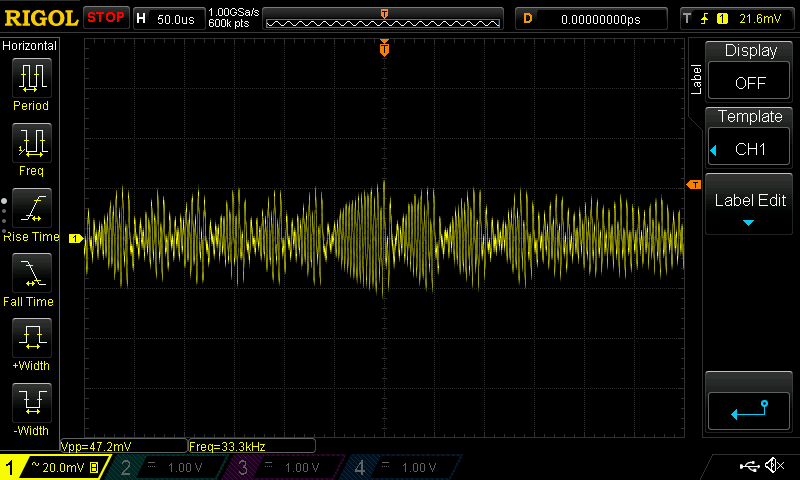 RIGOL STOP H 50.0us 1.00GSa/s 600k pts T D 0.00000000ps T 1 21.6mV
Horizontal
Period
Freq
Rise Time
Fall Time
+Width
-Width
T
T
1
Vpp=47.2mV Freq=33.3kHz
1 ~ 20.0mV B 2 1.00 V 3 1.00 V 4 1.00 V
Label
Display
OFF
Template
CH1
Label Edit